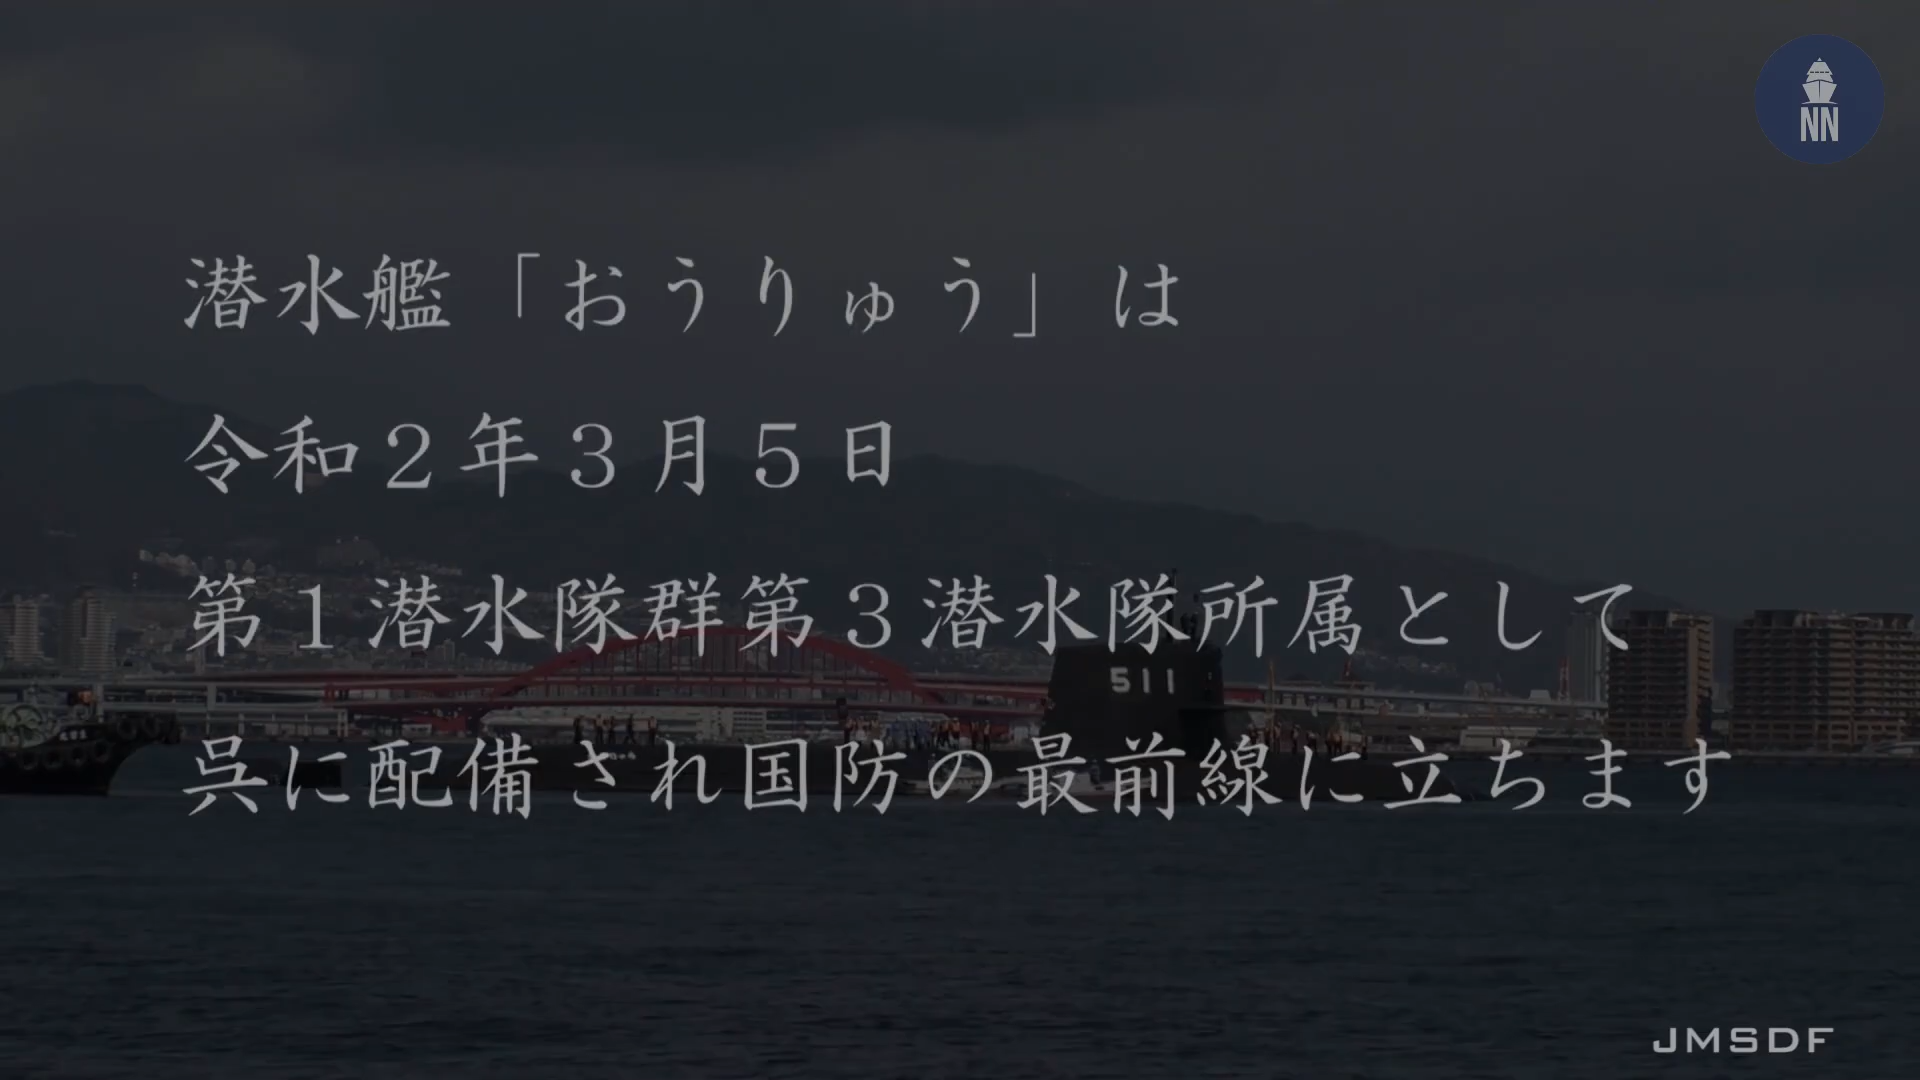 NN
潜水艦「おうりゅう」は
令和２年３月５日
第１潜水隊群第３潜水隊所属として
511
呉に配備され国防の最前線に立ちます
JMSDF